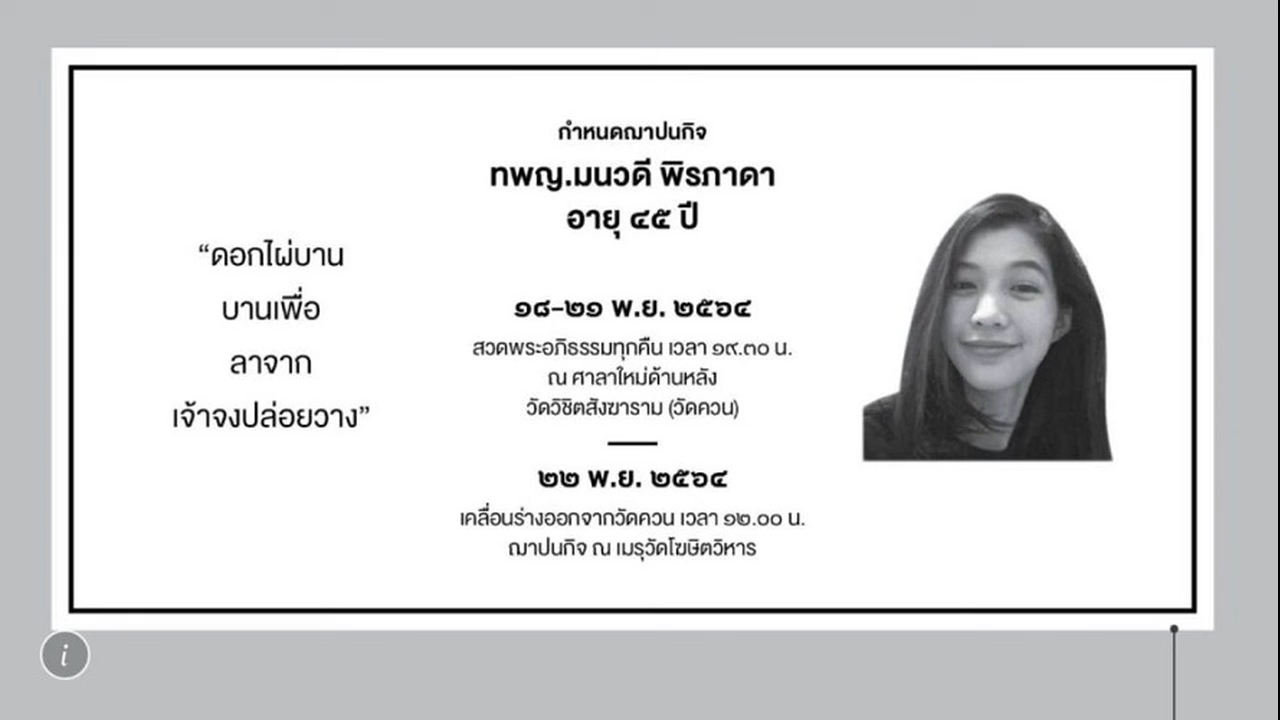 กำหนดฌาปนกิจ
ทพญ.มนวดี พิรภาดา
อายุ ๔๕ ปี
“ดอกไผ่บาน
บานเพื่อ
ลาจาก
เจ้าจงปล่อยวาง”
๑๘-๒๑ พ.ย. ๒๕๖๔
สวดพระอภิธรรมทุกคืน เวลา ๑๙.๓๐ น.
ณ ศาลาใหม่ด้านหลัง
วัดวิชิตสังฆาราม (วัดควน)
๒๒ พ.ย. ๒๕๖๔
เคลื่อนร่างออกจากวัดควน เวลา ๑๒.๐๐ น.
ฌาปนกิจ ณ เมรุวัดโฆษิตวิหาร
i